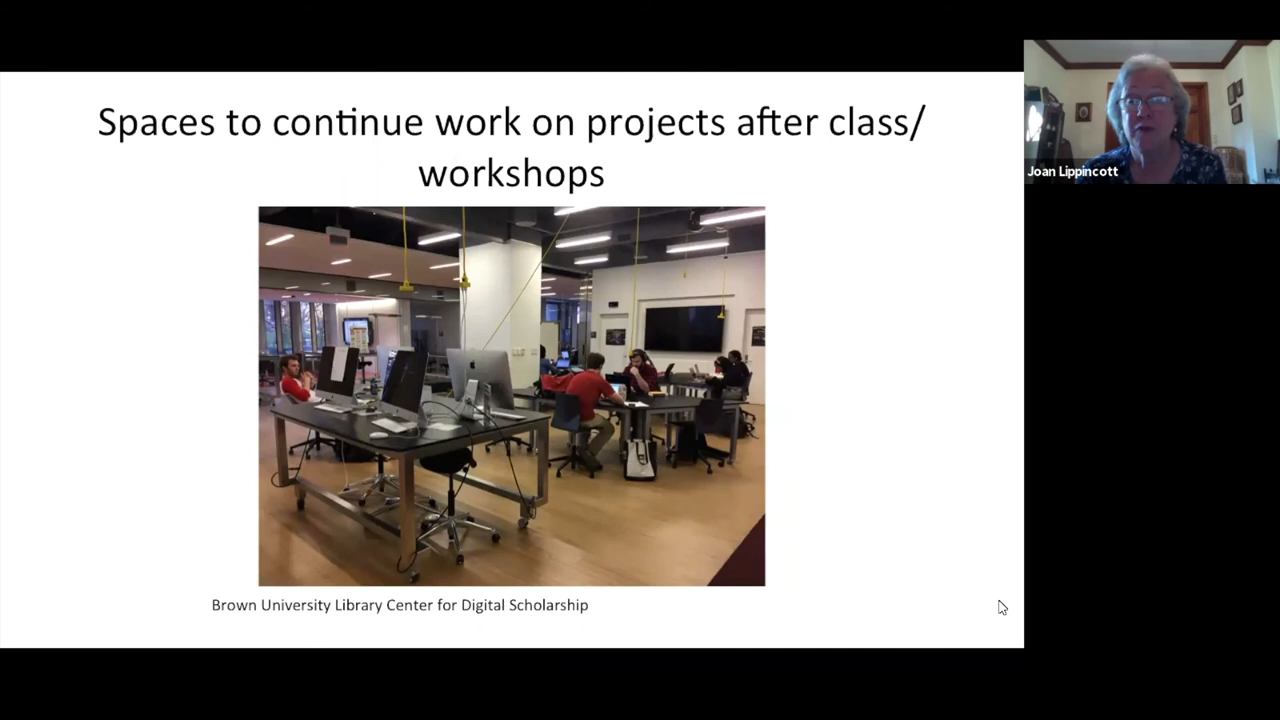 Spaces to continue work on projects after class/
workshops
Joan Lippincott
Brown University Library Center for Digital Scholarship